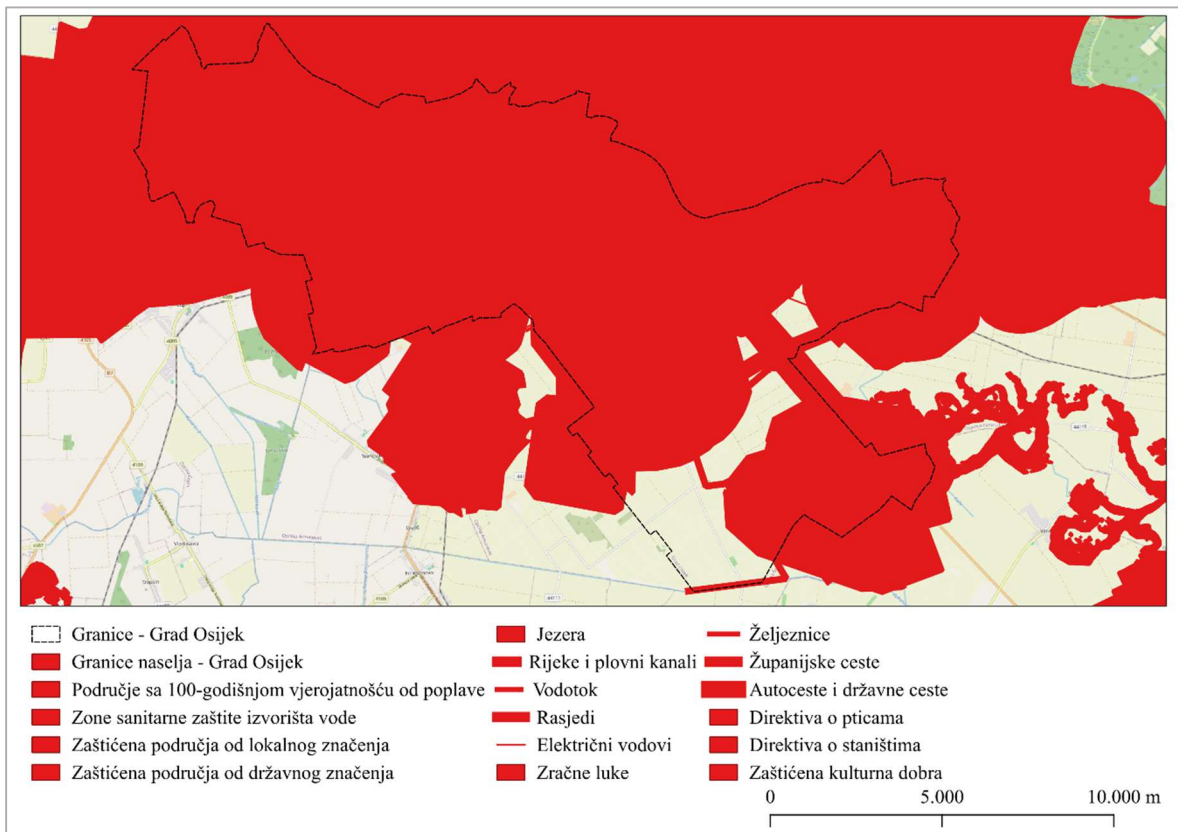 Granice - Grad Osijek
Granice naselja - Grad Osijek
Područje sa 100-godišnjom vjerojatnošću od poplave
Zone sanitarne zaštite izvorišta vode
Zaštićena područja od lokalnog značenja
Zaštićena područja od državnog značenja
Jezera
Rijeke i plovni kanali
Vodotok
Rasjedi
Električni vodovi
Zračne luke
Željeznice
Županijske ceste
Autoceste i državne ceste
Direktiva o pticama
Direktiva o staništima
Zaštićena kulturna dobra
0 5.000 10.000 m